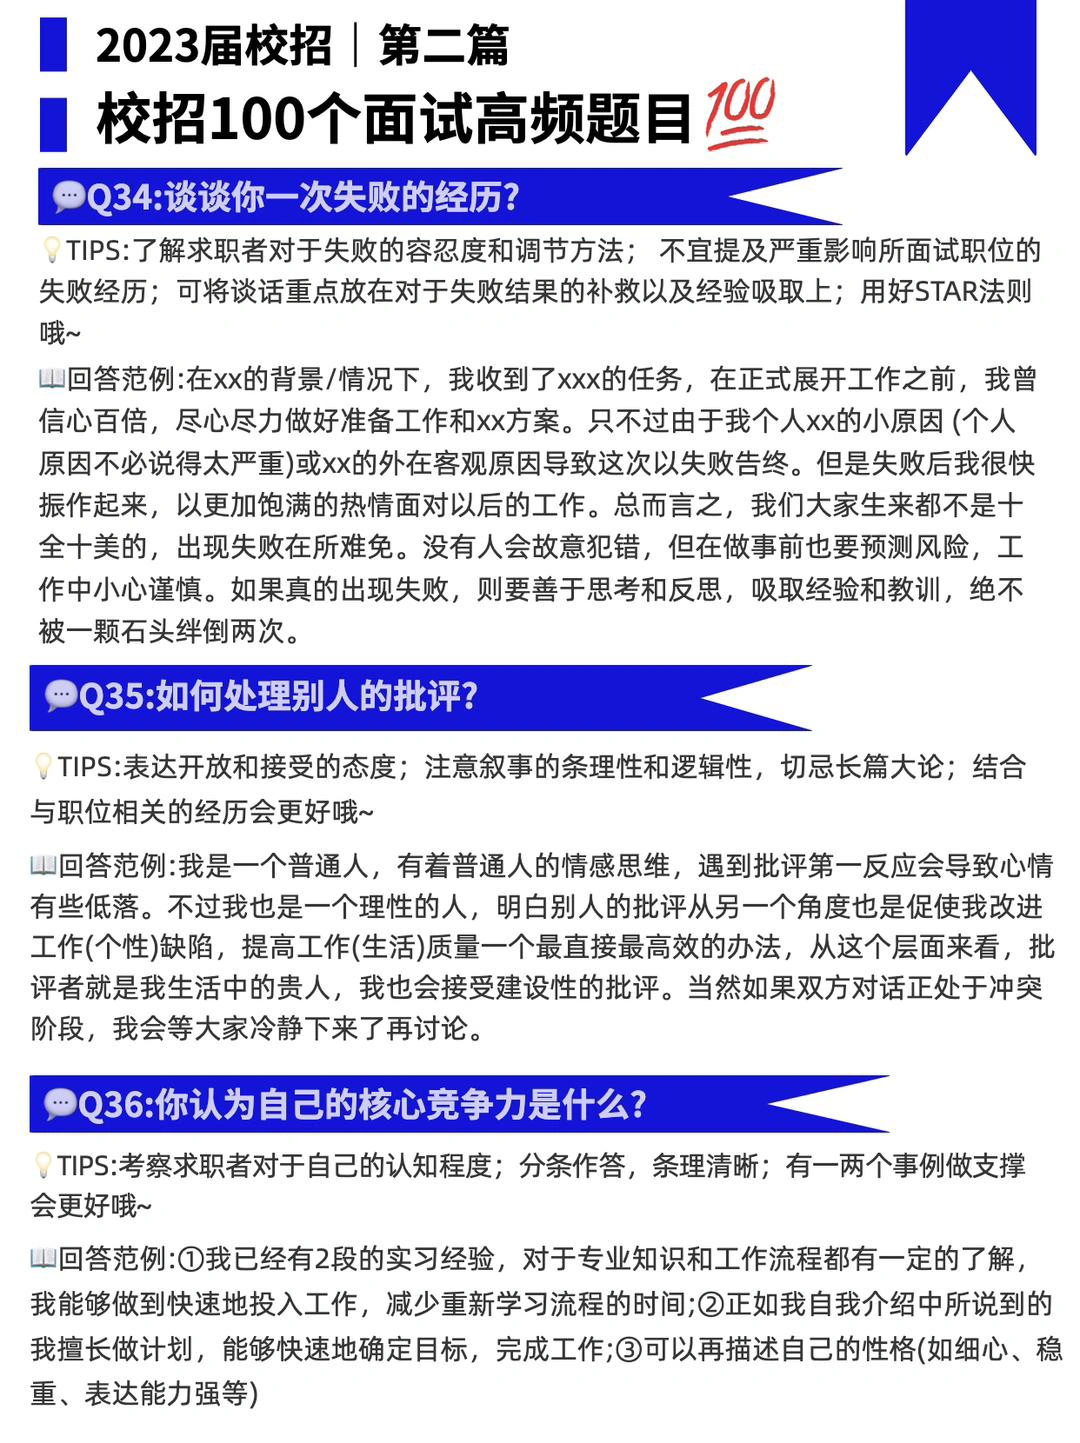 2023届校招｜第二篇
校招100个面试高频题目💯
💬Q34:谈谈你一次失败的经历?
💡TIPS:了解求职者对于失败的容忍度和调节方法； 不宜提及严重影响所面试职位的
失败经历；可将谈话重点放在对于失败结果的补救以及经验吸取上；用好STAR法则
哦~
📖回答范例:在xx的背景/情况下，我收到了xxx的任务，在正式展开工作之前，我曾
信心百倍，尽心尽力做好准备工作和xx方案。只不过由于我个人xx的小原因 (个人
原因不必说得太严重)或xx的外在客观原因导致这次以失败告终。但是失败后我很快
振作起来，以更加饱满的热情面对以后的工作。总而言之，我们大家生来都不是十
全十美的，出现失败在所难免。没有人会故意犯错，但在做事前也要预测风险，工
作中小心谨慎。如果真的出现失败，则要善于思考和反思，吸取经验和教训，绝不
被一颗石头绊倒两次。
💬Q35:如何处理别人的批评?
💡TIPS:表达开放和接受的态度；注意叙事的条理性和逻辑性，切忌长篇大论；结合
与职位相关的经历会更好哦~
📖回答范例:我是一个普通人，有着普通人的情感思维，遇到批评第一反应会导致心情
有些低落。不过我也是一个理性的人，明白别人的批评从另一个角度也是促使我改进
工作(个性)缺陷，提高工作(生活)质量一个最直接最高效的办法，从这个层面来看，批
评者就是我生活中的贵人，我也会接受建设性的批评。当然如果双方对话正处于冲突
阶段，我会等大家冷静下来了再讨论。
💬Q36:你认为自己的核心竞争力是什么?
💡TIPS:考察求职者对于自己的认知程度；分条作答，条理清晰；有一两个事例做支撑
会更好哦~
📖回答范例:①我已经有2段的实习经验，对于专业知识和工作流程都有一定的了解，
我能够做到快速地投入工作，减少重新学习流程的时间;②正如我自我介绍中所说到的
我擅长做计划，能够快速地确定目标，完成工作;③可以再描述自己的性格(如细心、稳
重、表达能力强等)